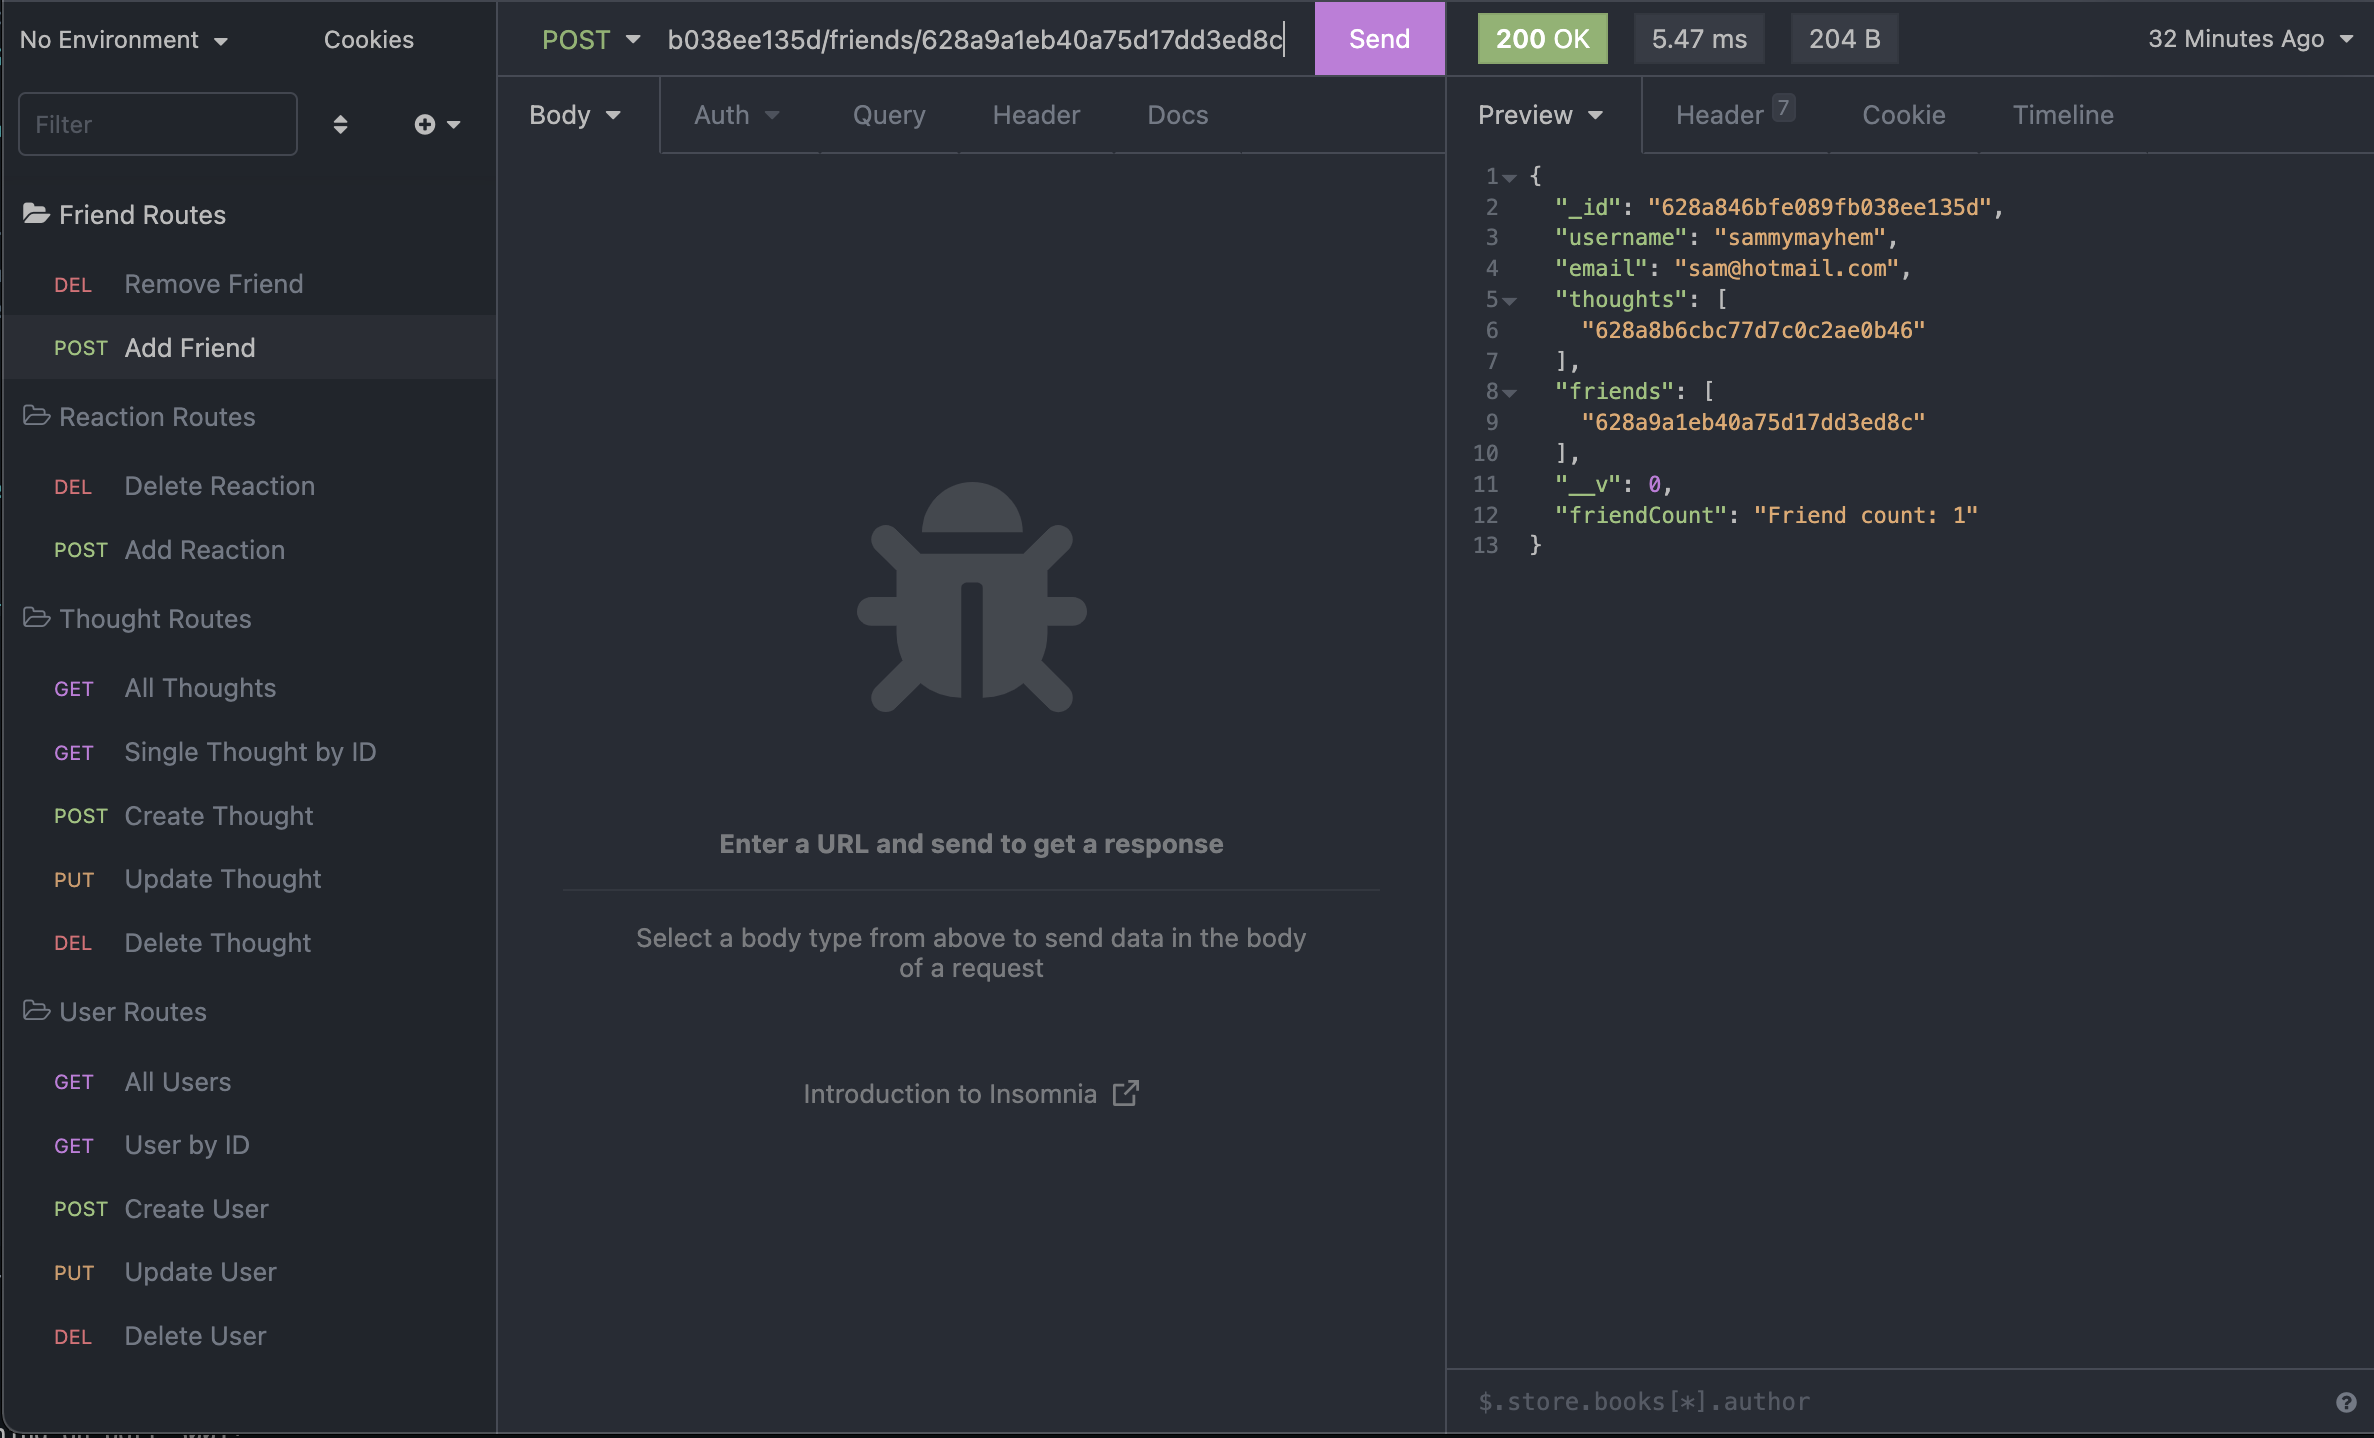 No Environment
Cookies
Filter
Friend Routes
DEL Remove Friend
POST Add Friend
Reaction Routes
DEL Delete Reaction
POST Add Reaction
Thought Routes
GET All Thoughts
GET Single Thought by ID
POST Create Thought
PUT Update Thought
DEL Delete Thought
User Routes
GET All Users
GET User by ID
POST Create User
PUT Update User
DEL Delete User
POST b038ee135d/friends/628a9a1eb40a75d17dd3ed8c Send
Body Auth Query Header Docs
Enter a URL and send to get a response
Select a body type from above to send data in the body
of a request
Introduction to Insomnia
200 OK 5.47 ms 204 B 32 Minutes Ago
Preview Header 7 Cookie Timeline
1 {
2 "_id": "628a846bfe089fb038ee135d",
3 "username": "sammymayhem",
4 "email": "sam@hotmail.com",
5 "thoughts": [
6 "628a8b6cbc77d7c0c2ae0b46"
7 ],
8 "friends": [
9 "628a9a1eb40a75d17dd3ed8c"
10 ],
11 "__v": 0,
12 "friendCount": "Friend count: 1"
13 }
$.store.books[*].author